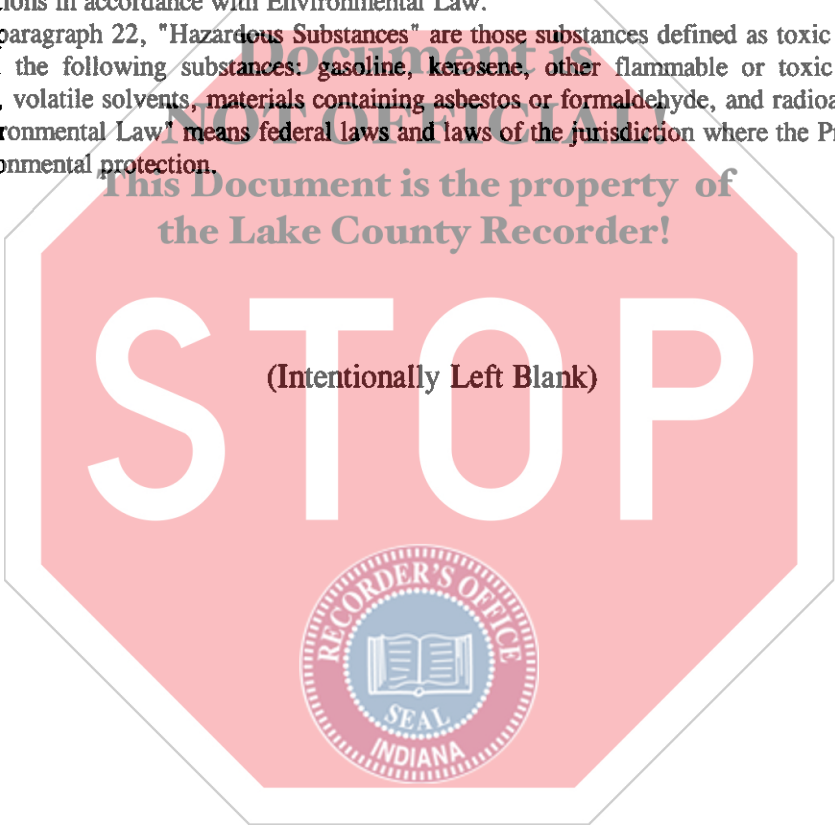 tions in accordance with Environmental Law.
paragraph 22, "Hazardous Substances" are those substances defined as toxic
the following substances: gasoline, kerosene, other flammable or toxic
, volatile solvents, materials containing asbestos or formaldehyde, and radioa
ronmental Law" means federal laws and laws of the jurisdiction where the Pr
onmental protection.
Document is
NOT OFFICIAL!
This Document is the property of
the Lake County Recorder!
(Intentionally Left Blank)
STOP
RECORDER'S OFFICE
SEAL
INDIANA